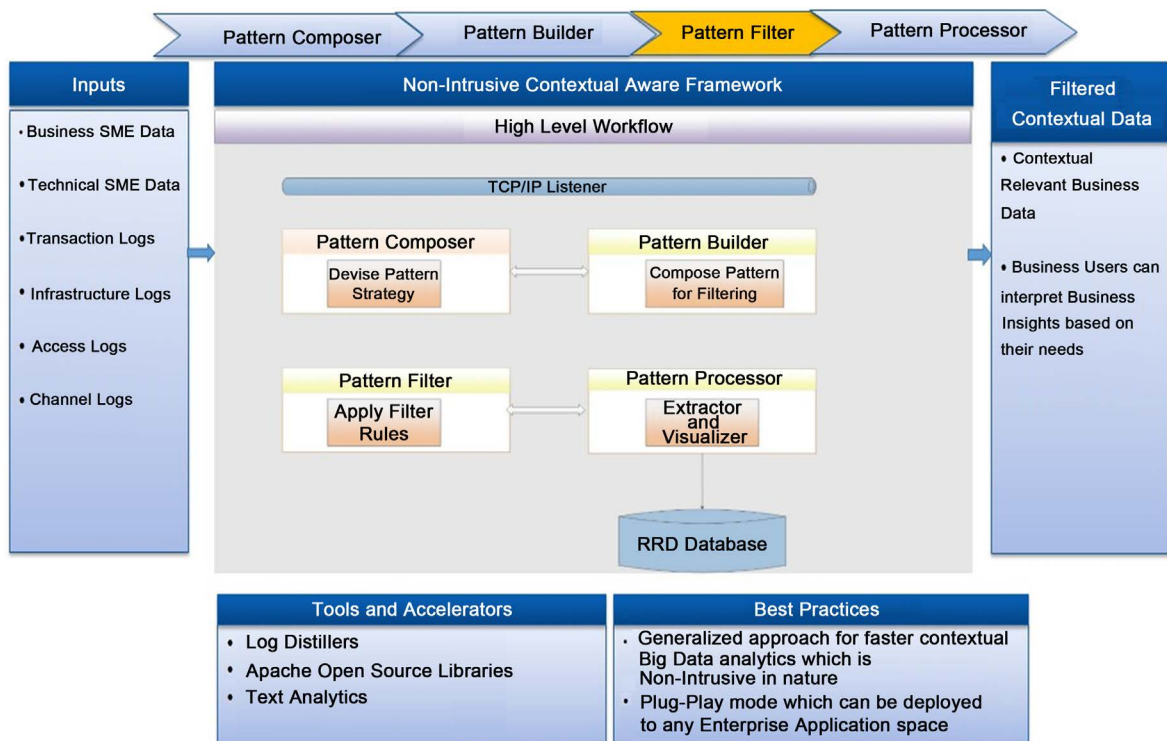 Pattern Composer
Pattern Builder
Pattern Filter
Pattern Processor
Inputs
• Business SME Data
• Technical SME Data
• Transaction Logs
• Infrastructure Logs
• Access Logs
• Channel Logs
Non-Intrusive Contextual Aware Framework
High Level Workflow
TCP/IP Listener
Pattern Composer
Devise Pattern
Strategy
Pattern Builder
Compose Pattern
for Filtering
Pattern Filter
Apply Filter
Rules
Pattern Processor
Extractor
and
Visualizer
RRD Database
Filtered
Contextual Data
• Contextual
Relevant Business
Data
• Business Users can
interpret Business
Insights based on
their needs
Tools and Accelerators
• Log Distillers
• Apache Open Source Libraries
• Text Analytics
Best Practices
• Generalized approach for faster contextual
Big Data analytics which is
Non-Intrusive in nature
• Plug-Play mode which can be deployed
to any Enterprise Application space